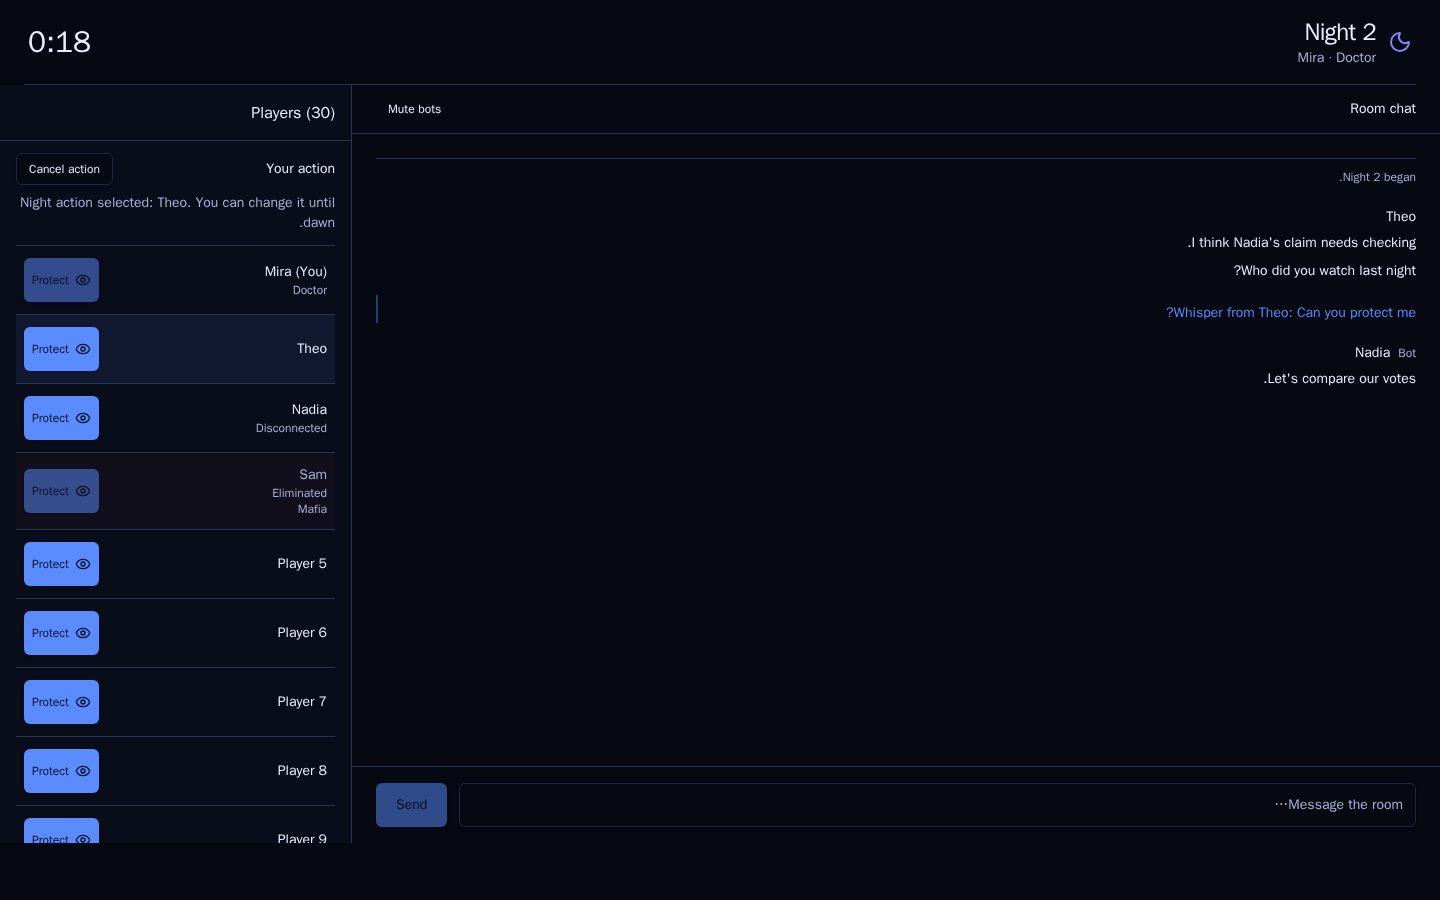 0:18
Night 2
Mira · Doctor
Players (30)
Cancel action
Your action
Night action selected: Theo. You can change it until
.dawn
Mira (You)
Doctor
Protect
Theo
Protect
Nadia
Disconnected
Protect
Sam
Eliminated
Mafia
Protect
Player 5
Protect
Player 6
Protect
Player 7
Protect
Player 8
Protect
Player 9
Protect
Mute bots
Room chat
.Night 2 began
Theo
.I think Nadia's claim needs checking
?Who did you watch last night
?Whisper from Theo: Can you protect me
Nadia Bot
.Let's compare our votes
Send
…Message the room